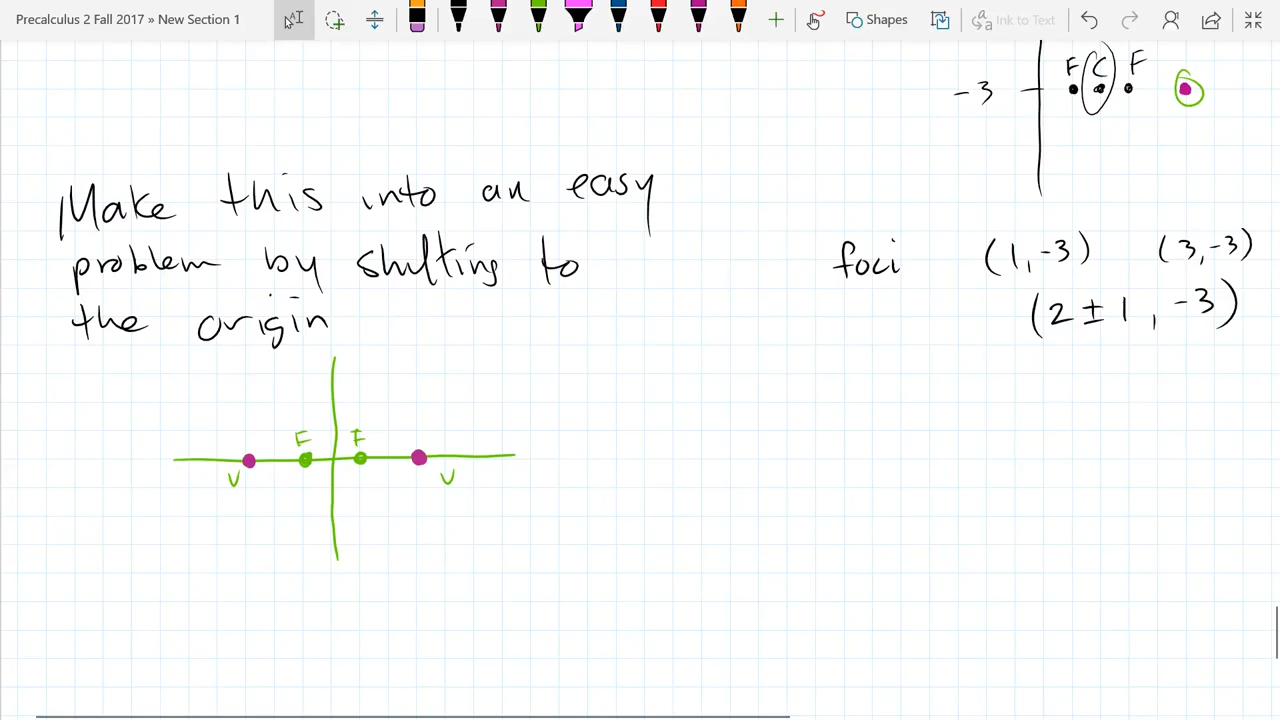 Precalculus 2 Fall 2017 » New Section 1
Shapes
Ink to Text
F C F
-3
Make this into an easy
problem by shifting to
the origin
foci (1,-3) (3,-3)
(2 ± 1, -3)
F F
V V